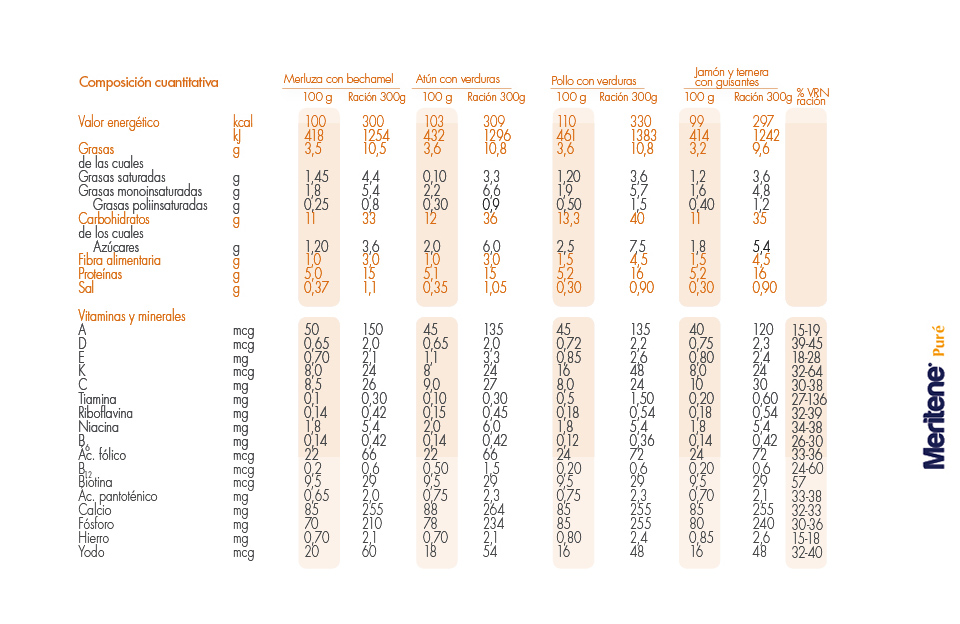 Composición cuantitativa Merluza con bechamel Atún con verduras Pollo con verduras Jamón y ternera con guisantes % VRN ración
100 g Ración 300g 100 g Ración 300g 100 g Ración 300g 100 g Ración 300g
Valor energético kcal 100 300 103 309 110 330 99 297
kJ 418 1254 432 1296 461 1383 414 1242
Grasas g 3,5 10,5 3,6 10,8 3,6 10,8 3,2 9,6
de las cuales
Grasas saturadas g 1,45 4,4 0,10 3,3 1,20 3,6 1,2 3,6
Grasas monoinsaturadas g 1,8 5,4 2,2 6,6 1,9 5,7 1,6 4,8
Grasas poliinsaturadas g 0,25 0,8 0,30 0,9 0,50 1,5 0,40 1,2
Carbohidratos g 11 33 12 36 13,3 40 11 35
de los cuales
Azúcares g 1,20 3,6 2,0 6,0 2,5 7,5 1,8 5,4
Fibra alimentaria g 1,0 3,0 1,0 3,0 1,5 4,5 1,5 4,5
Proteínas g 5,0 15 5,1 15 5,2 16 5,2 16
Sal g 0,37 1,1 0,35 1,05 0,30 0,90 0,30 0,90
Vitaminas y minerales
A mcg 50 150 45 135 45 135 40 120 15-19
D mcg 0,65 2,0 0,65 2,0 0,72 2,2 0,75 2,3 39-45
E mg 0,70 2,1 1,1 3,3 0,85 2,6 0,80 2,4 18-28
K mcg 8,0 24 8 24 16 48 8,0 24 32-64
C mg 8,5 26 9,0 27 8,0 24 10 30 30-38
Tiamina mg 0,1 0,30 0,10 0,30 0,5 1,50 0,20 0,60 27-136
Riboflavina mg 0,14 0,42 0,15 0,45 0,18 0,54 0,18 0,54 32-39
Niacina mg 1,8 5,4 2,0 6,0 1,8 5,4 1,8 5,4 34-38
B6 mg 0,14 0,42 0,14 0,42 0,12 0,36 0,14 0,42 26-30
Ac. fólico mcg 22 66 22 66 24 72 24 72 33-36
B12 mcg 0,2 0,6 0,50 1,5 0,20 0,6 0,20 0,6 24-60
Biotina mcg 9,5 29 9,5 29 9,5 29 9,5 29 57
Ac. pantoténico mg 0,65 2,0 0,75 2,3 0,75 2,3 0,70 2,1 33-38
Calcio mg 85 255 88 264 85 255 85 255 32-33
Fósforo mg 70 210 78 234 85 255 80 240 30-36
Hierro mg 0,70 2,1 0,70 2,1 0,80 2,4 0,85 2,6 15-18
Yodo mcg 20 60 18 54 16 48 16 48 32-40
Meritene Puré